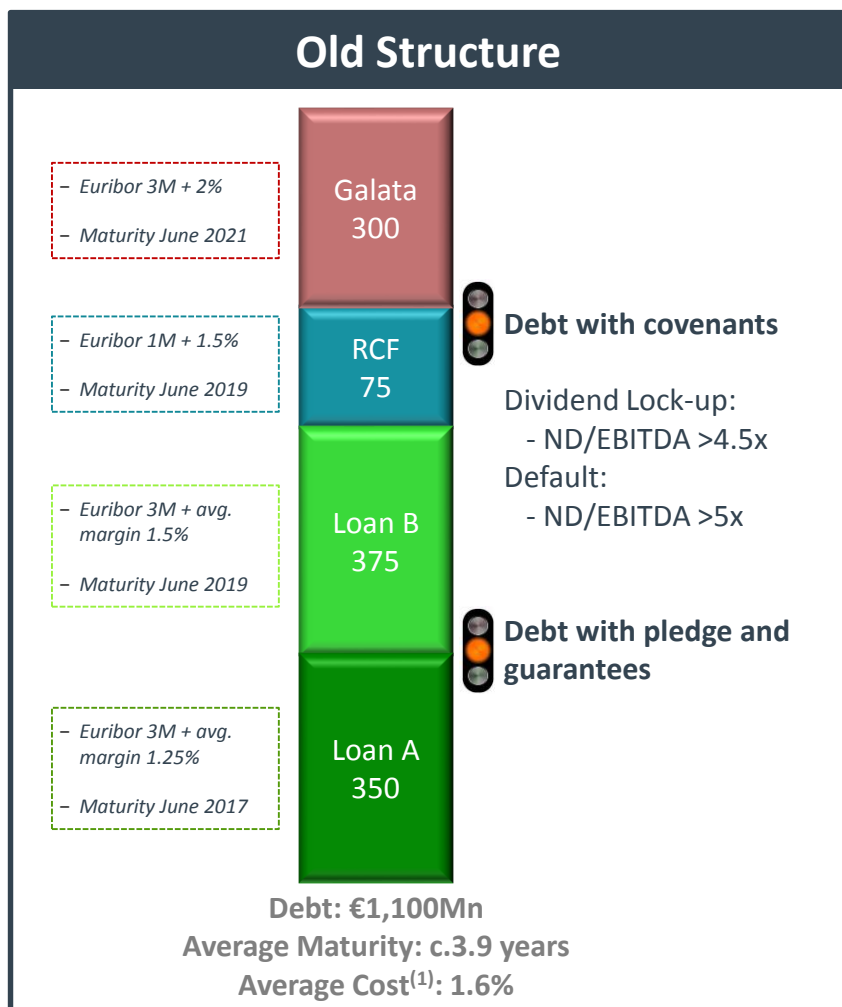 Old Structure
– Euribor 3M + 2%
– Maturity June 2021
Galata
300
– Euribor 1M + 1.5%
– Maturity June 2019
RCF
75
Debt with covenants
Dividend Lock-up:
- ND/EBITDA >4.5x
Default:
- ND/EBITDA >5x
– Euribor 3M + avg.
margin 1.5%
– Maturity June 2019
Loan B
375
Debt with pledge and
guarantees
– Euribor 3M + avg.
margin 1.25%
– Maturity June 2017
Loan A
350
Debt: €1,100Mn
Average Maturity: c.3.9 years
Average Cost(1): 1.6%